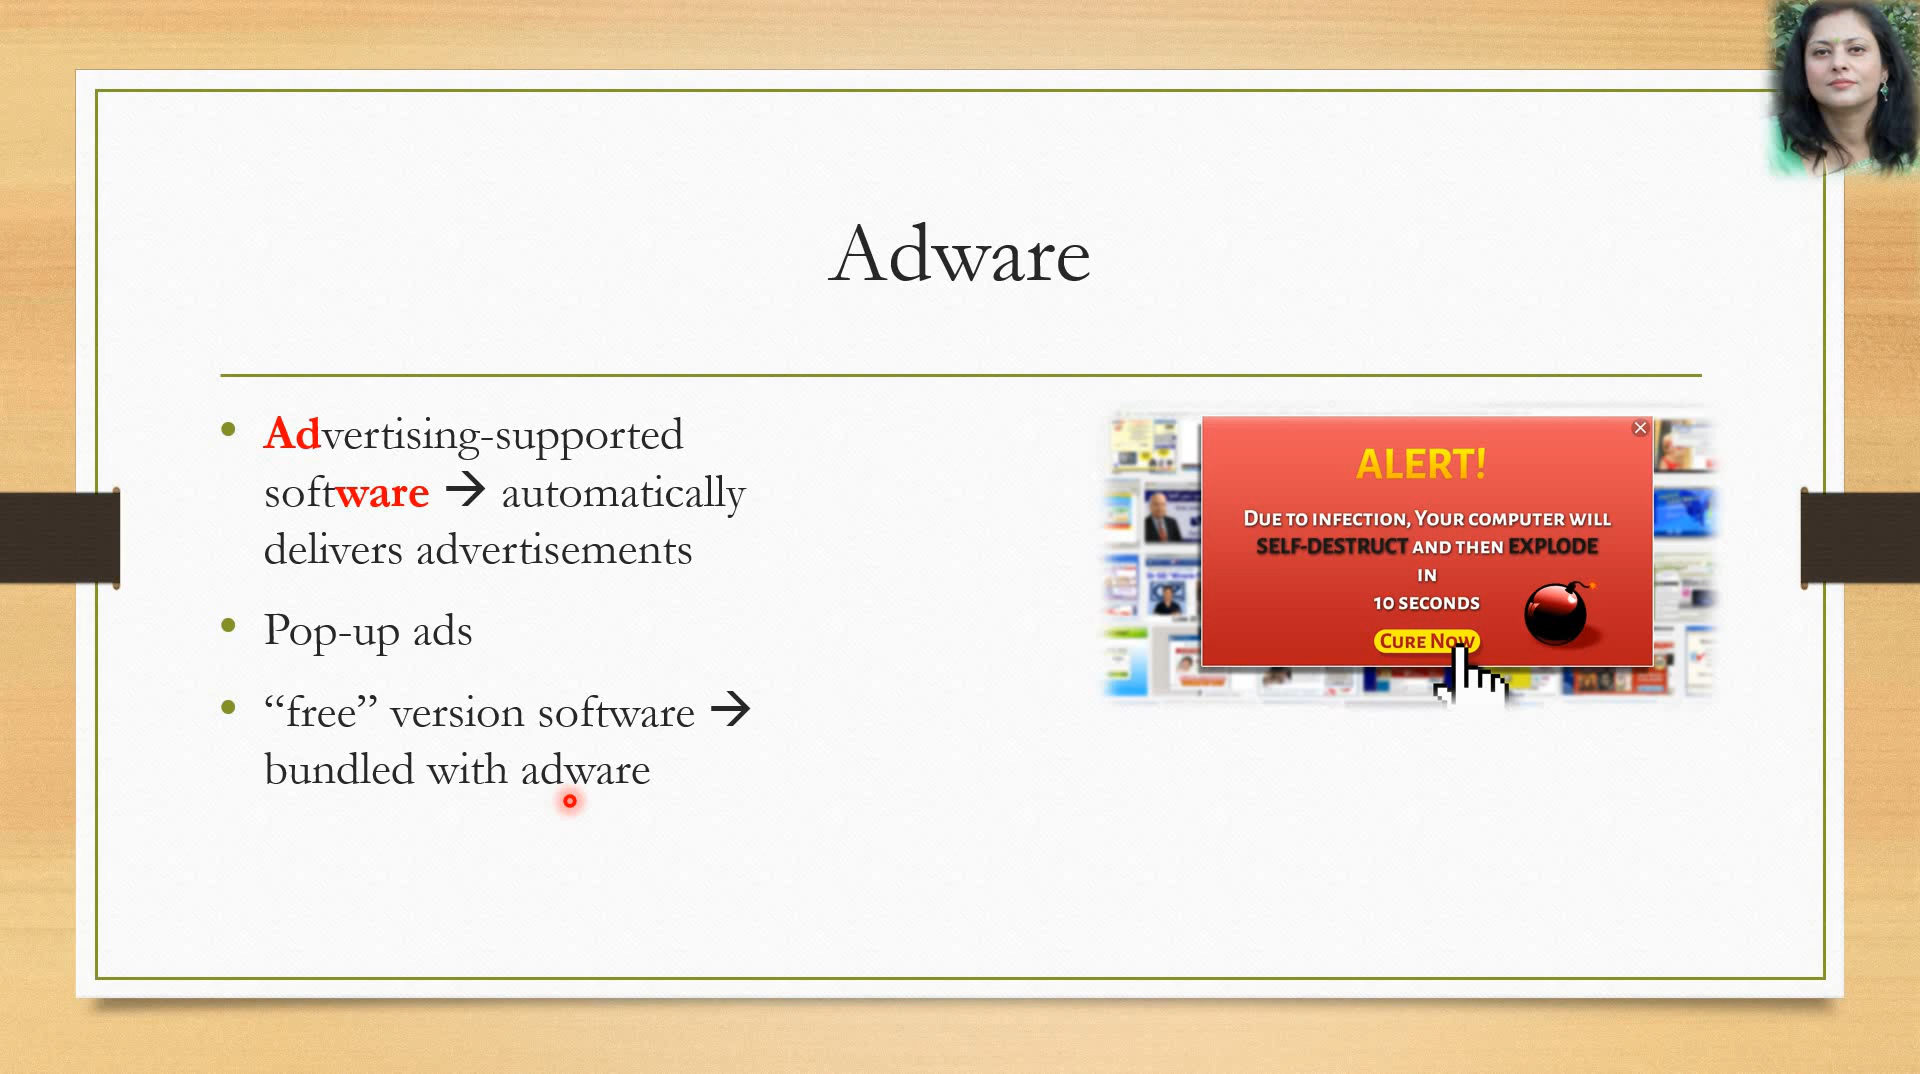 Adware
• Advertising-supported
software → automatically
delivers advertisements
• Pop-up ads
• “free” version software →
bundled with adware
ALERT!
DUE TO INFECTION, YOUR COMPUTER WILL
SELF-DESTRUCT AND THEN EXPLODE
IN
10 SECONDS
CURE NOW